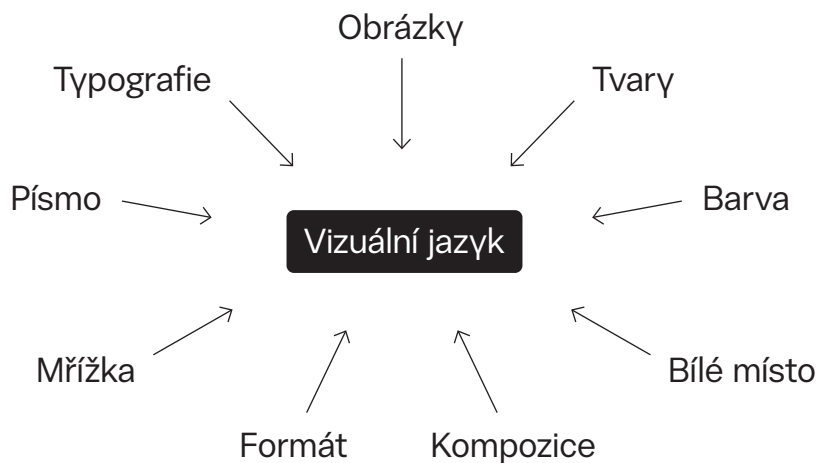 Obrázky
Typografie
Tvary
Písmo
Barva
Vizuální jazyk
Mřížka
Bílé místo
Formát
Kompozice